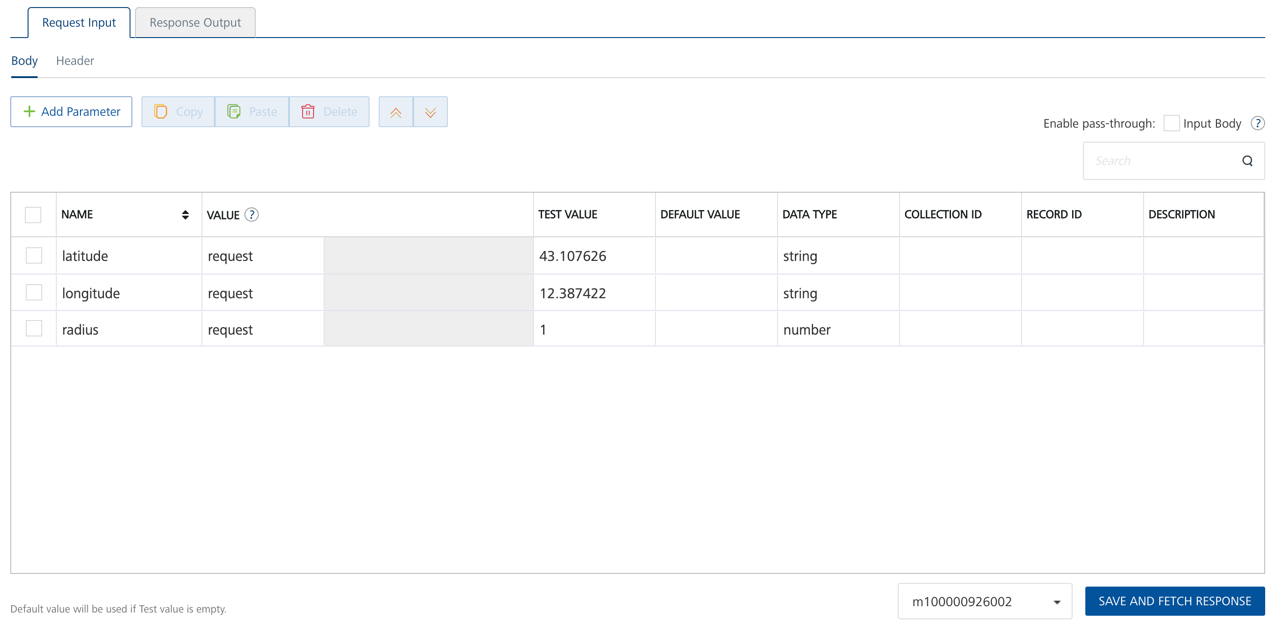 Request Input Response Output
Body Header
Add Parameter Copy Paste Delete
Enable pass-through: Input Body ?
Search
NAME VALUE ? TEST VALUE DEFAULT VALUE DATA TYPE COLLECTION ID RECORD ID DESCRIPTION
latitude request 43.107626 string
longitude request 12.387422 string
radius request 1 number
Default value will be used if Test value is empty. m100000926002 SAVE AND FETCH RESPONSE